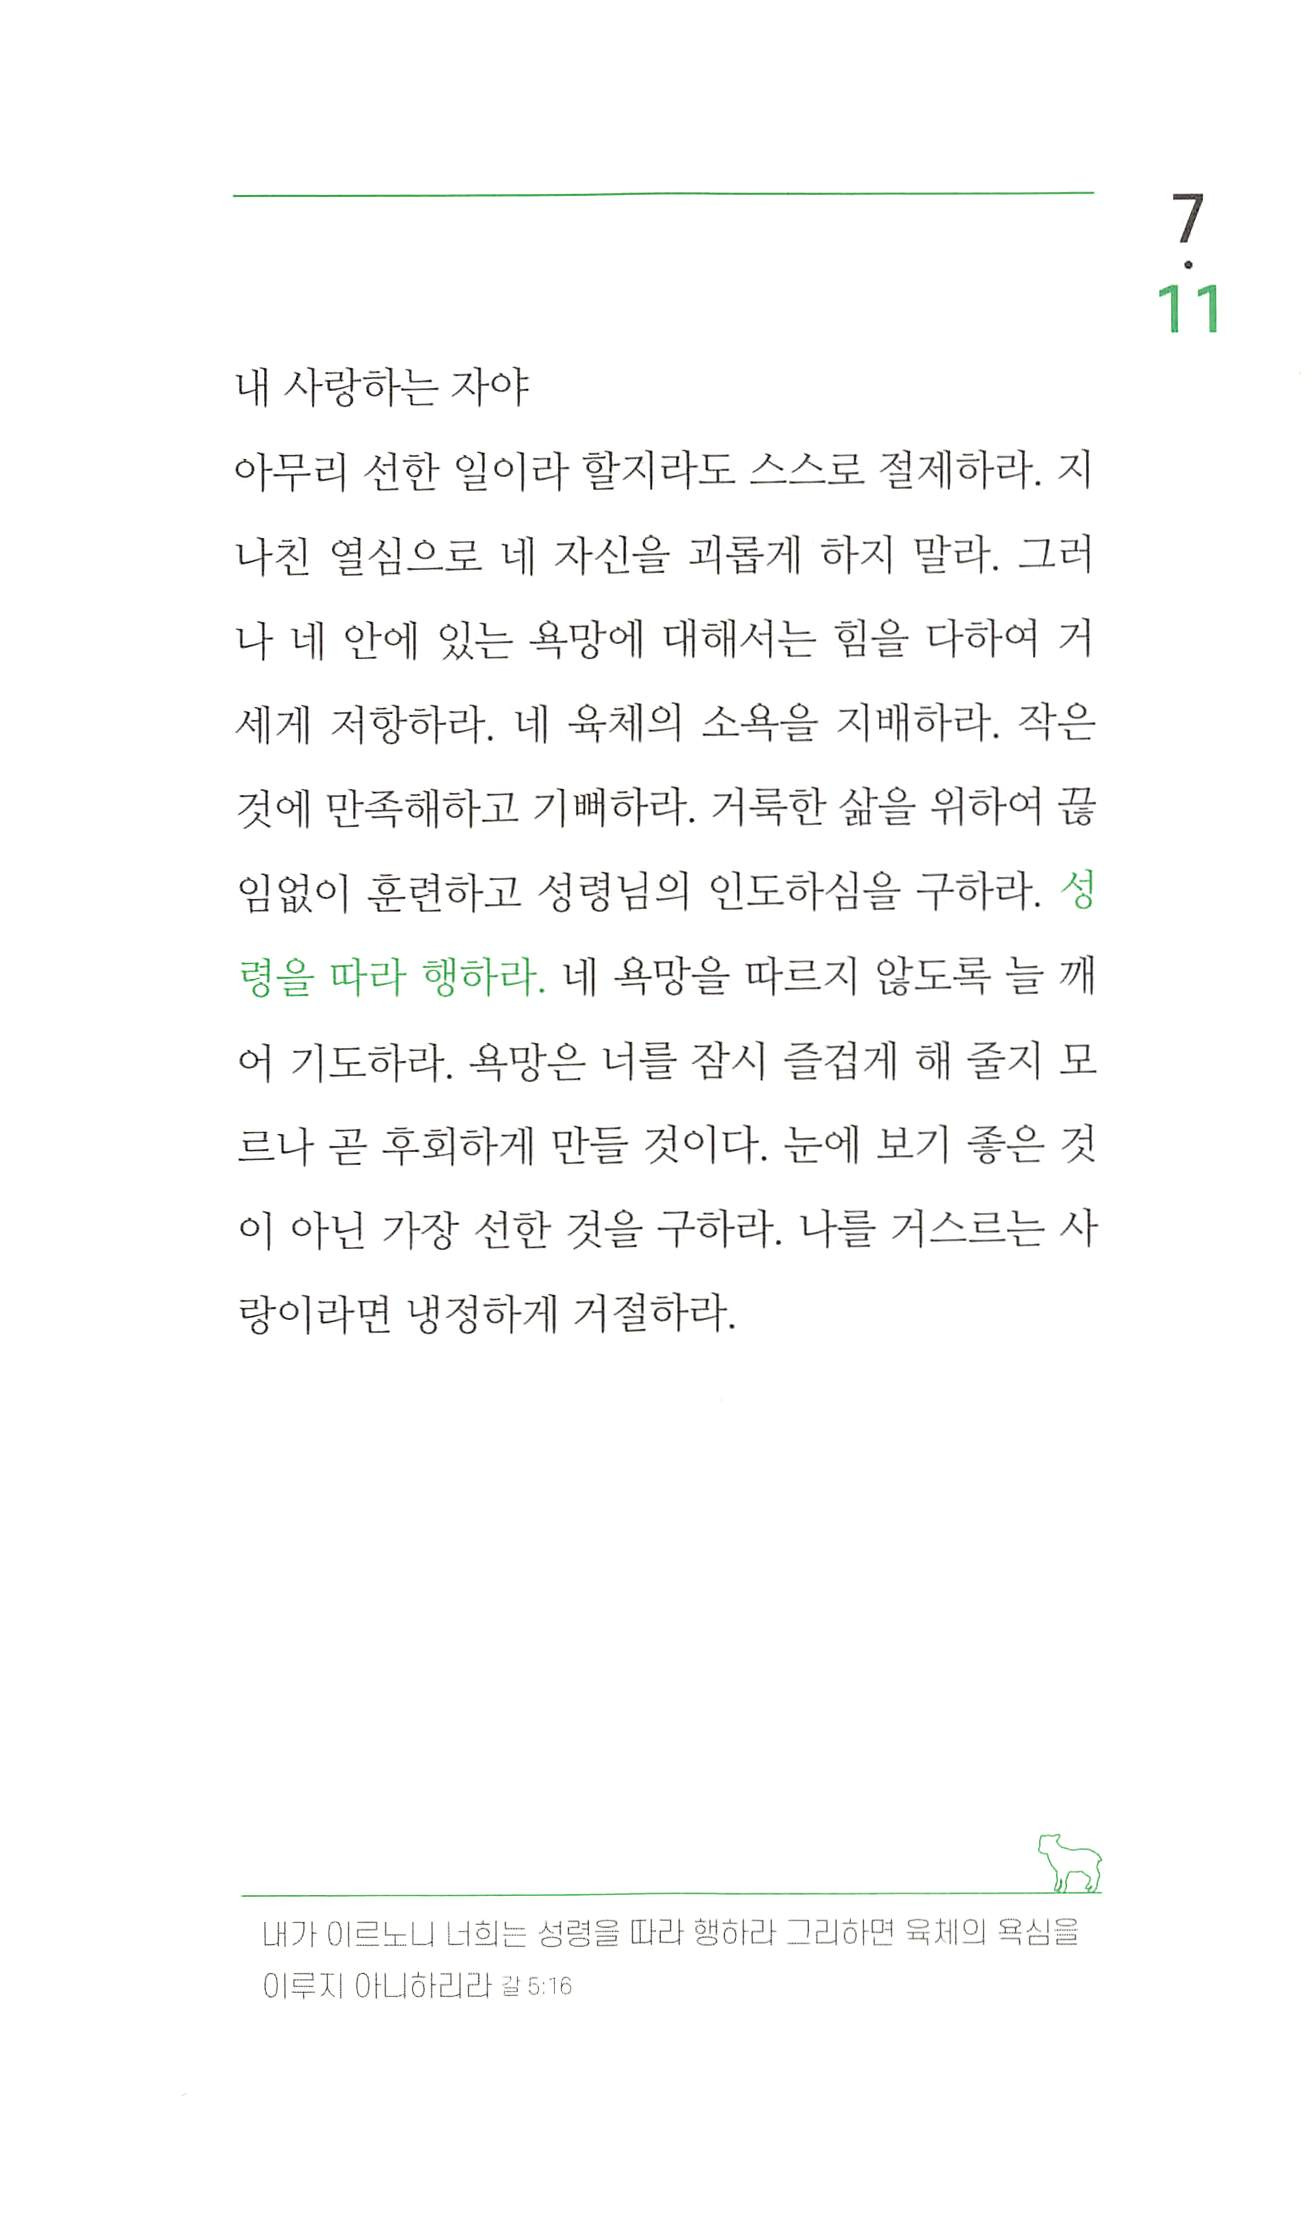 7
.
11
내 사랑하는 자야
아무리 선한 일이라 할지라도 스스로 절제하라. 지
나친 열심으로 네 자신을 괴롭게 하지 말라. 그러
나 네 안에 있는 욕망에 대해서는 힘을 다하여 거
세게 저항하라. 네 육체의 소욕을 지배하라. 작은
것에 만족해하고 기뻐하라. 거룩한 삶을 위하여 끊
임없이 훈련하고 성령님의 인도하심을 구하라. 성
령을 따라 행하라. 네 욕망을 따르지 않도록 늘 깨
어 기도하라. 욕망은 너를 잠시 즐겁게 해 줄지 모
르나 곧 후회하게 만들 것이다. 눈에 보기 좋은 것
이 아닌 가장 선한 것을 구하라. 나를 거스르는 사
랑이라면 냉정하게 거절하라.
내가 이르노니 너희는 성령을 따라 행하라 그리하면 육체의 욕심을
이루지 아니하리라 갈 5:16